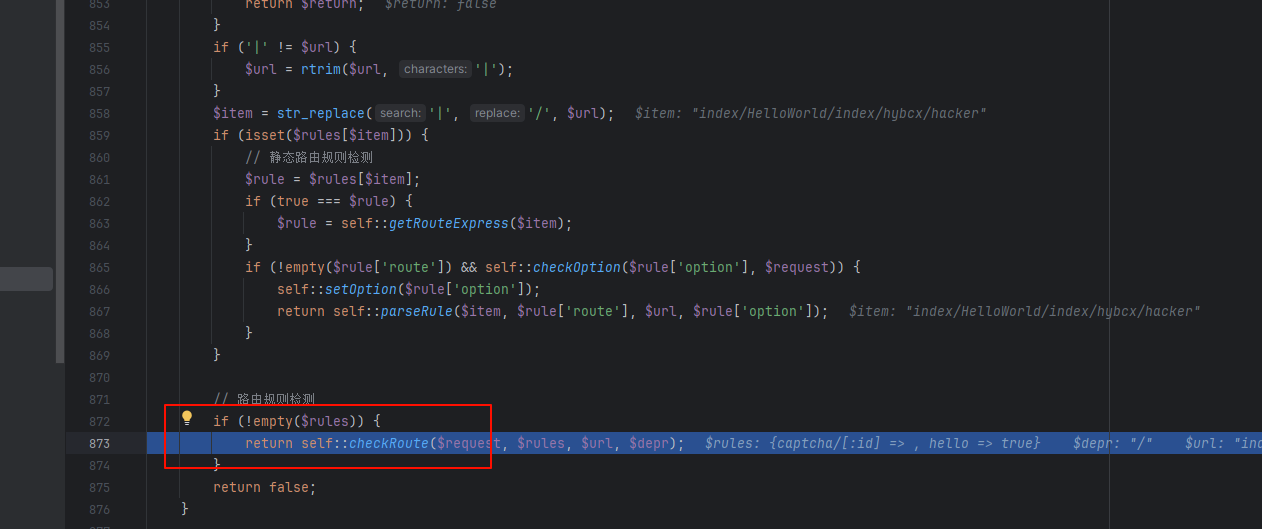 853 return $return; $return: false
854 }
855 if ('|' != $url) {
856 $url = rtrim($url, characters: '|');
857 }
858 $item = str_replace( search: '|', replace: '/', $url); $item: "index/HelloWorld/index/hybcx/hacker"
859 if (isset($rules[$item])) {
860 // 静态路由规则检测
861 $rule = $rules[$item];
862 if (true === $rule) {
863 $rule = self::getRouteExpress($item);
864 }
865 if (!empty($rule['route']) && self::checkOption($rule['option'], $request)) {
866 self::setOption($rule['option']);
867 return self::parseRule($item, $rule['route'], $url, $rule['option']); $item: "index/HelloWorld/index/hybcx/hacker"
868 }
869 }
870
871 // 路由规则检测
872 if (!empty($rules)) {
873 return self::checkRoute($request, $rules, $url, $depr); $rules: {captcha/[:id] => , hello => true} $depr: "/" $url: "ind
874 }
875 return false;
876 }